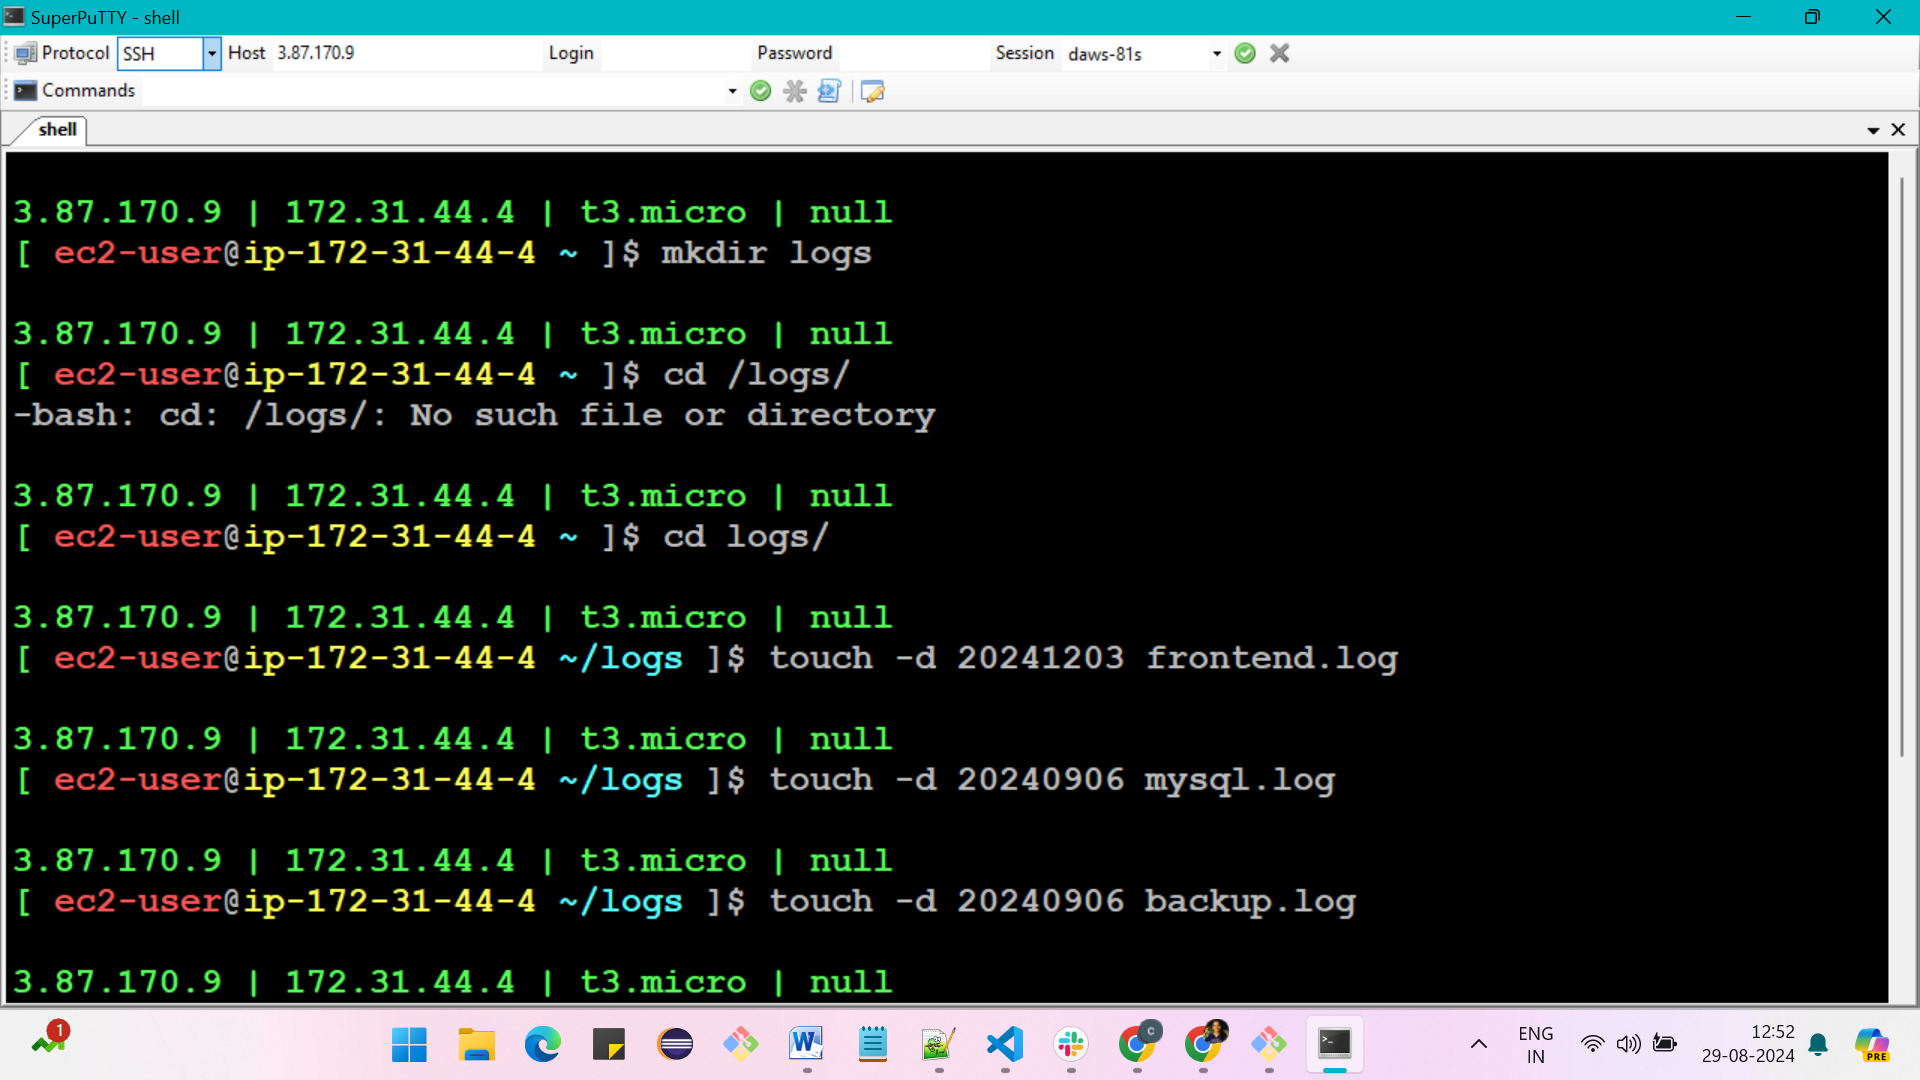 SuperPuTTY - shell
Protocol SSH Host 3.87.170.9 Login Password Session daws-81s
Commands
shell
3.87.170.9 | 172.31.44.4 | t3.micro | null
[ ec2-user@ip-172-31-44-4 ~ ]$ mkdir logs
3.87.170.9 | 172.31.44.4 | t3.micro | null
[ ec2-user@ip-172-31-44-4 ~ ]$ cd /logs/
-bash: cd: /logs/: No such file or directory
3.87.170.9 | 172.31.44.4 | t3.micro | null
[ ec2-user@ip-172-31-44-4 ~ ]$ cd logs/
3.87.170.9 | 172.31.44.4 | t3.micro | null
[ ec2-user@ip-172-31-44-4 ~/logs ]$ touch -d 20241203 frontend.log
3.87.170.9 | 172.31.44.4 | t3.micro | null
[ ec2-user@ip-172-31-44-4 ~/logs ]$ touch -d 20240906 mysql.log
3.87.170.9 | 172.31.44.4 | t3.micro | null
[ ec2-user@ip-172-31-44-4 ~/logs ]$ touch -d 20240906 backup.log
3.87.170.9 | 172.31.44.4 | t3.micro | null
1
W
C
ENG
IN
12:52
29-08-2024
PRE